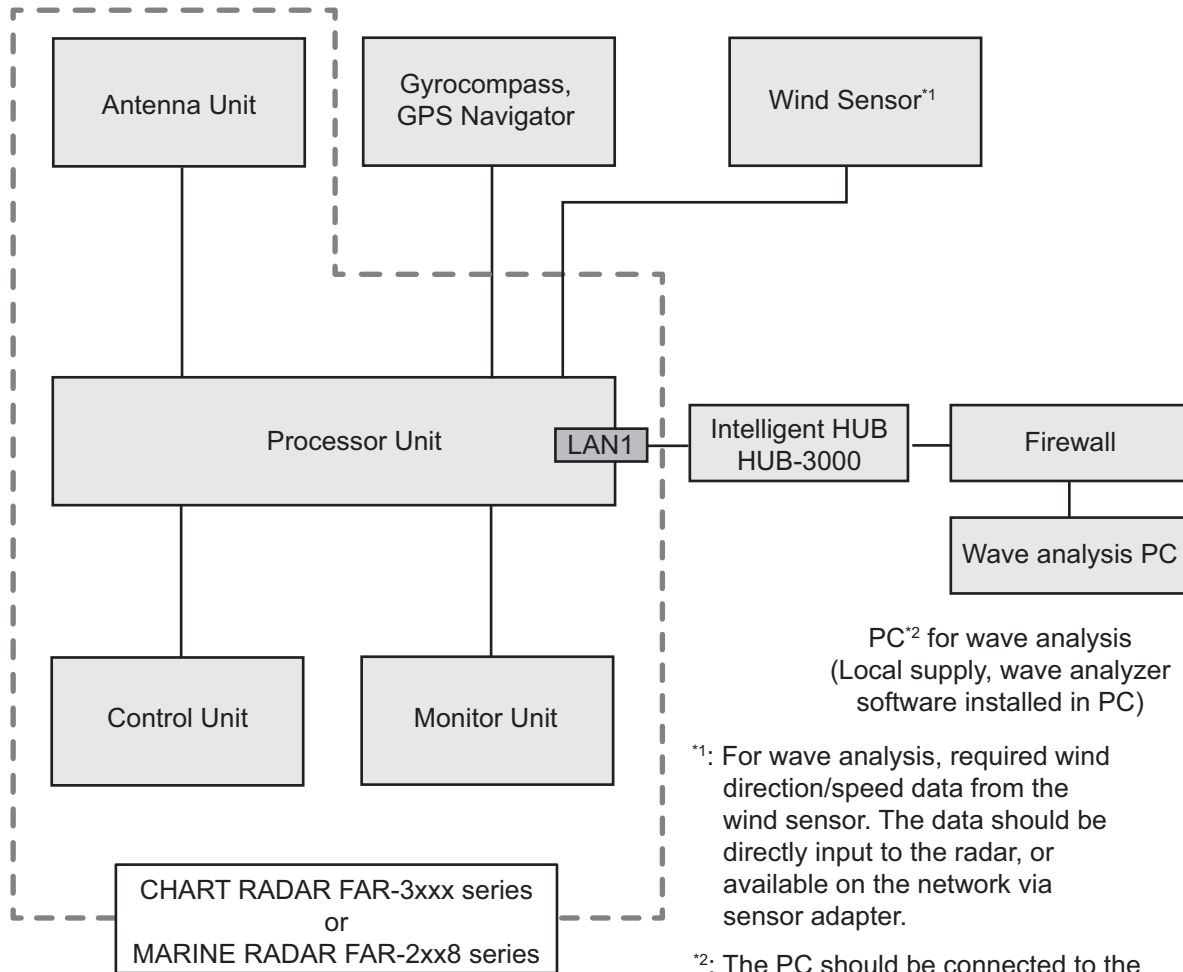 Antenna Unit
Gyrocompass,
GPS Navigator
Wind Sensor*1
Processor Unit
LAN1
Intelligent HUB
HUB-3000
Firewall
Wave analysis PC
Control Unit
Monitor Unit
PC*2 for wave analysis
(Local supply, wave analyzer
software installed in PC)
*1: For wave analysis, required wind
direction/speed data from the
wind sensor. The data should be
directly input to the radar, or
available on the network via
sensor adapter.
CHART RADAR FAR-3xxx series
or
MARINE RADAR FAR-2xx8 series
*2: The PC should be connected to the